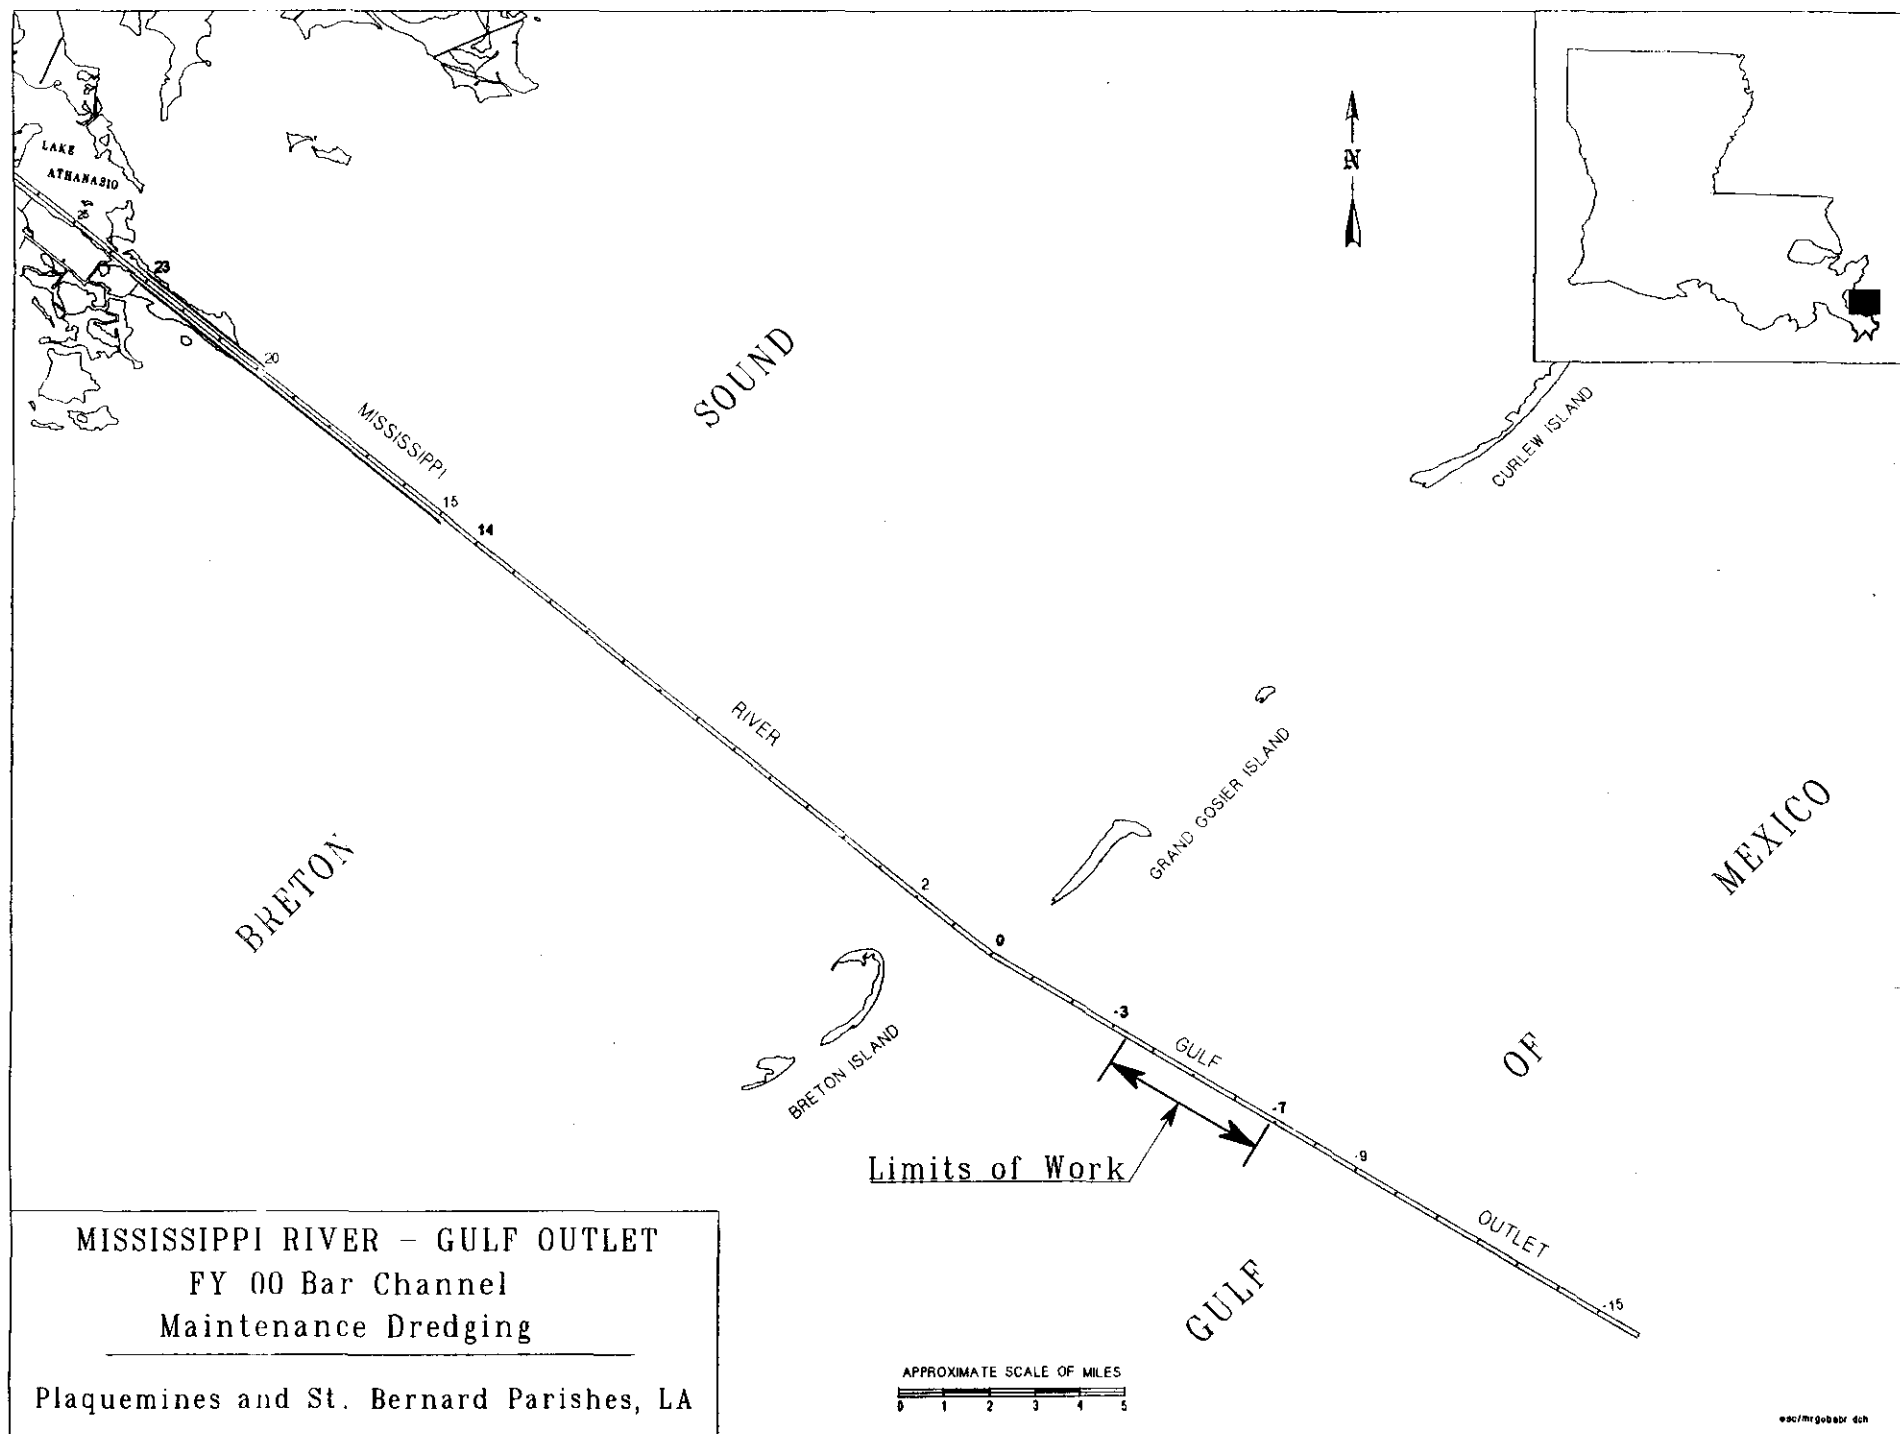 LAKE
ATHANASIO
N
23
20
MISSISSIPPI
15
14
SOUND
CURLEW ISLAND
RIVER
GRAND GOSIER ISLAND
MEXICO
BRETON
2
0
-3
GULF
OF
BRETON ISLAND
-7
Limits of Work
-9
OUTLET
GULF
-15
MISSISSIPPI RIVER - GULF OUTLET
FY 00 Bar Channel
Maintenance Dredging
Plaquemines and St. Bernard Parishes, LA
APPROXIMATE SCALE OF MILES
0 1 2 3 4 5